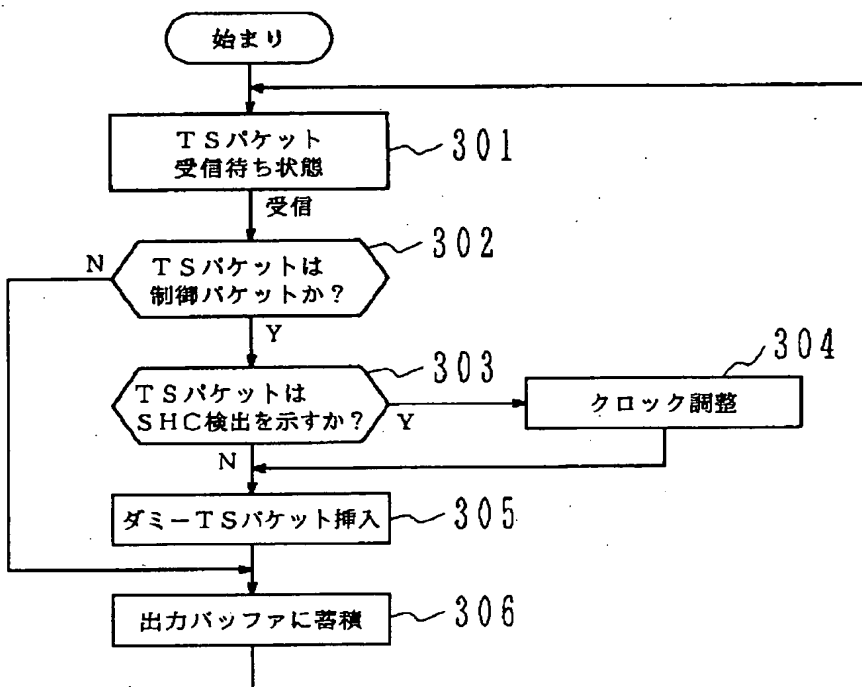 始まり
TSパケット
受信待ち状態
301
受信
302
N
TSパケットは
制御パケットか?
Y
303
TSパケットは
SHC検出を示すか?
Y
304
クロック調整
N
ダミーTSパケット挿入
305
出力バッファに蓄積
306